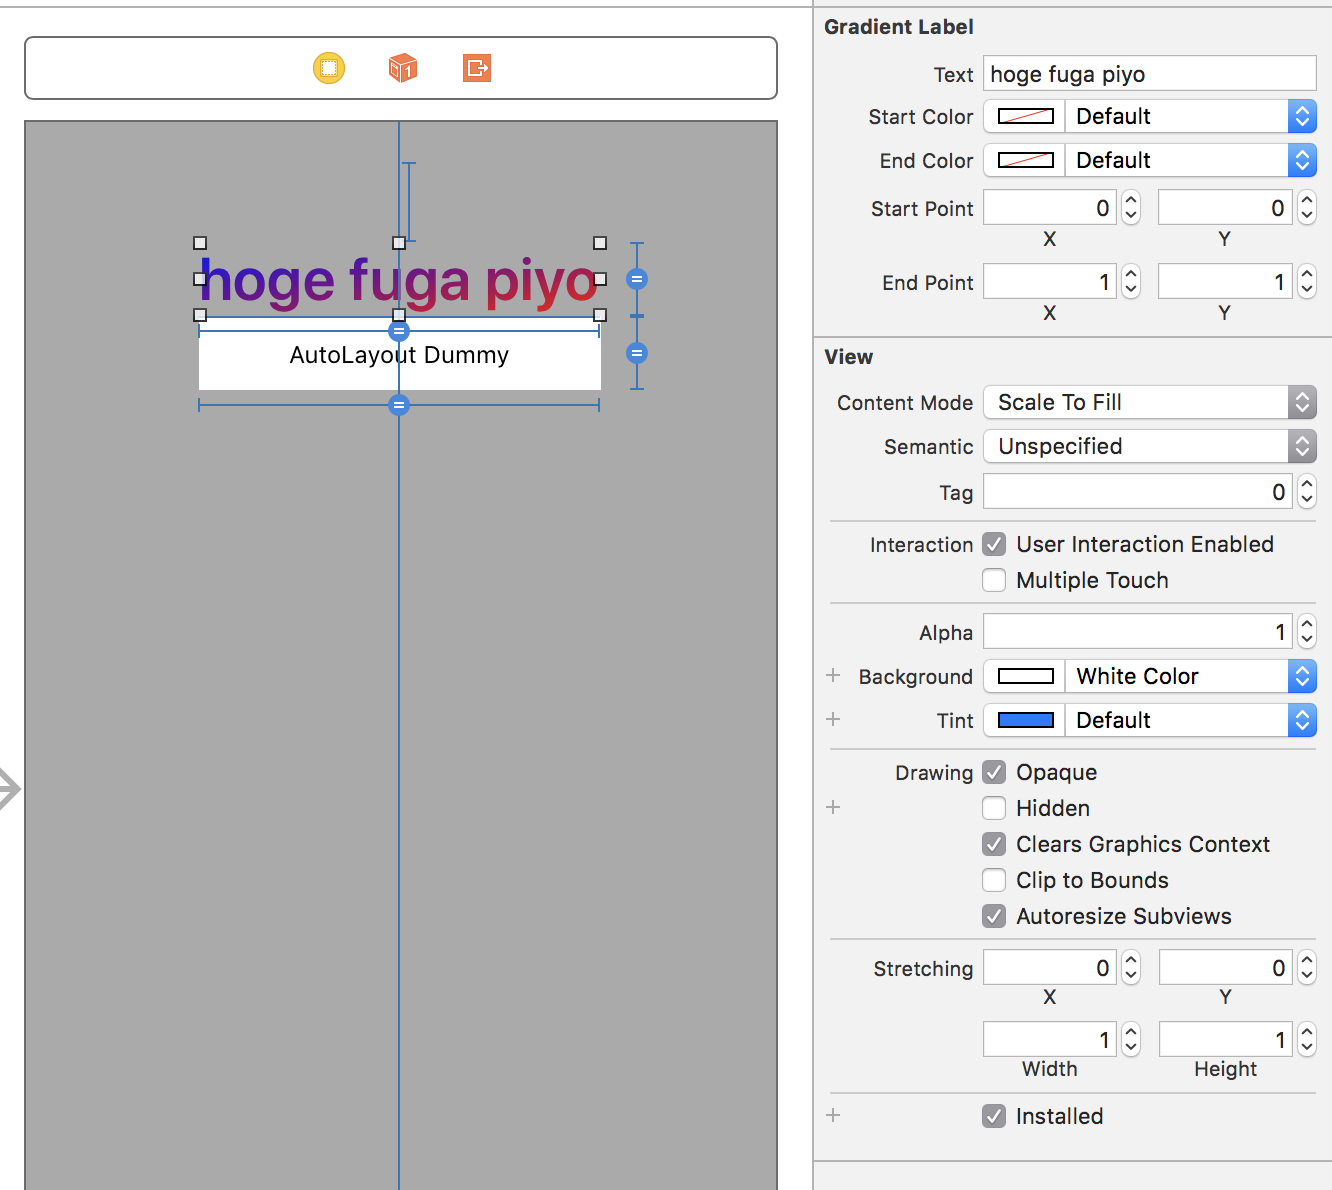 hoge fuga piyo
AutoLayout Dummy
Gradient Label
Text hoge fuga piyo
Start Color Default
End Color Default
Start Point 0 0
X Y
End Point 1 1
X Y
View
Content Mode Scale To Fill
Semantic Unspecified
Tag 0
Interaction User Interaction Enabled
Multiple Touch
Alpha 1
+ Background White Color
+ Tint Default
Drawing Opaque
+ Hidden
Clears Graphics Context
Clip to Bounds
Autoresize Subviews
Stretching 0 0
X Y
1 1
Width Height
+ Installed